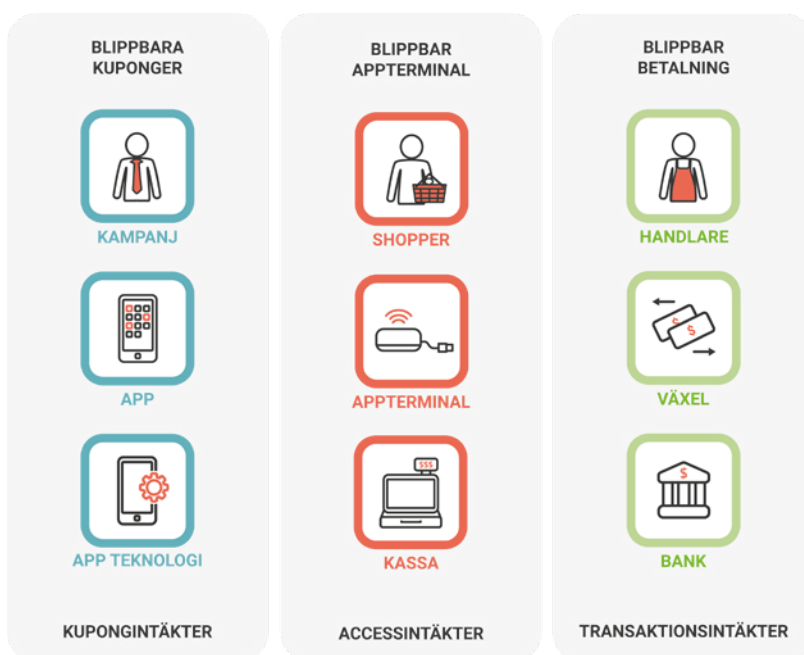 BLIPPBARA
KUPONGER
KAMPANJ
APP
APP TEKNOLOGI
KUPONGINTÄKTER
BLIPPBAR
APPTERMINAL
SHOPPER
APPTERMINAL
$$$
KASSA
ACCESSINTÄKTER
BLIPPBAR
BETALNING
HANDLARE
$
$
VÄXEL
$
BANK
TRANSAKTIONSINTÄKTER